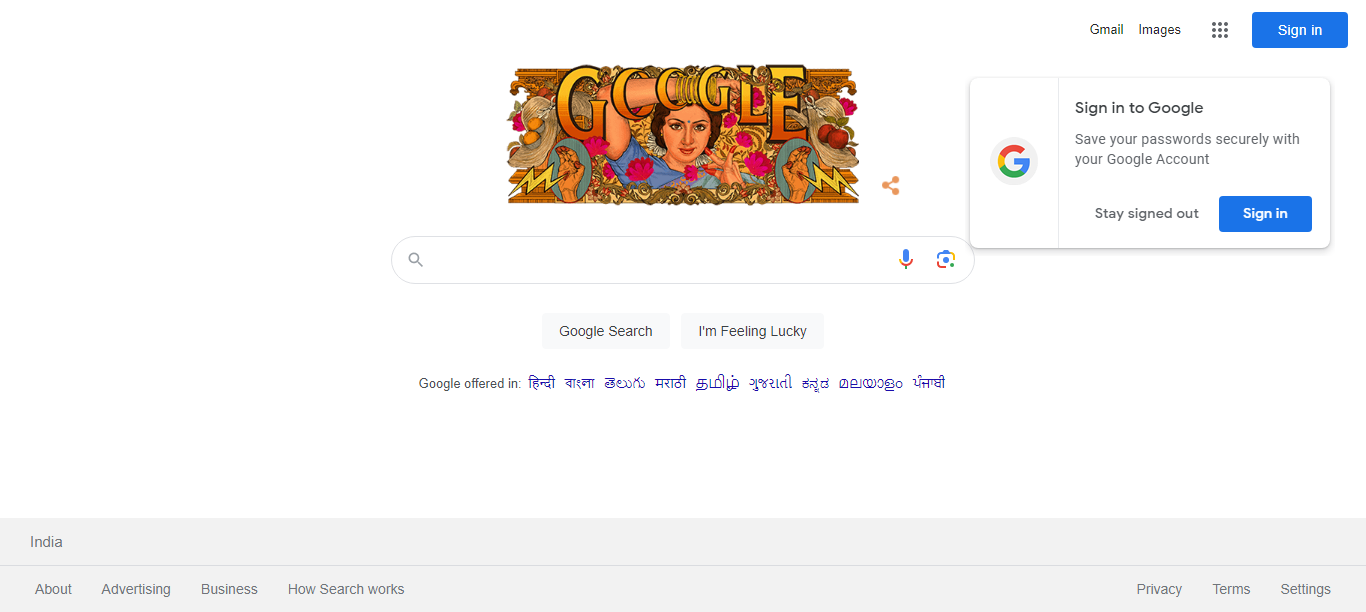 Gmail Images Sign in
GOOGLE
Sign in to Google
Save your passwords securely with
your Google Account
Stay signed out Sign in
Google Search I'm Feeling Lucky
Google offered in: हिन्दी বাংলা తెలుగు मराठी தமிழ் ગુજરાતી ಕನ್ನಡ മലയാളം ਪੰਜਾਬੀ
India
About Advertising Business How Search works Privacy Terms Settings